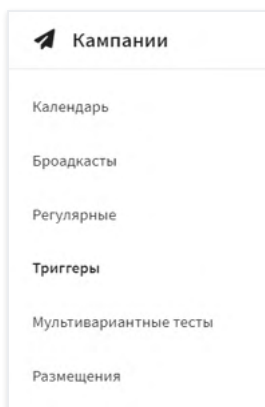 Кампании
Календарь
Броадкасты
Регулярные
Триггеры
Мультивариантные тесты
Размещения